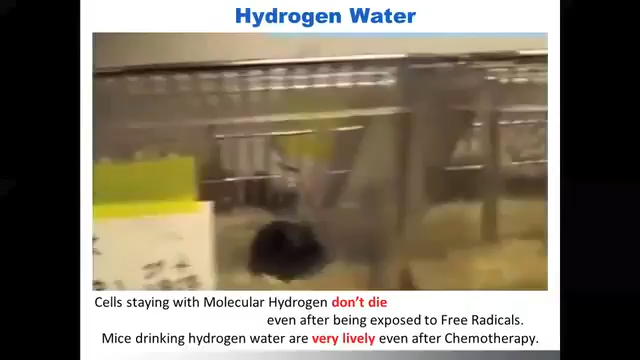 Hydrogen Water
Cells staying with Molecular Hydrogen don't die
even after being exposed to Free Radicals.
Mice drinking hydrogen water are very lively even after Chemotherapy.